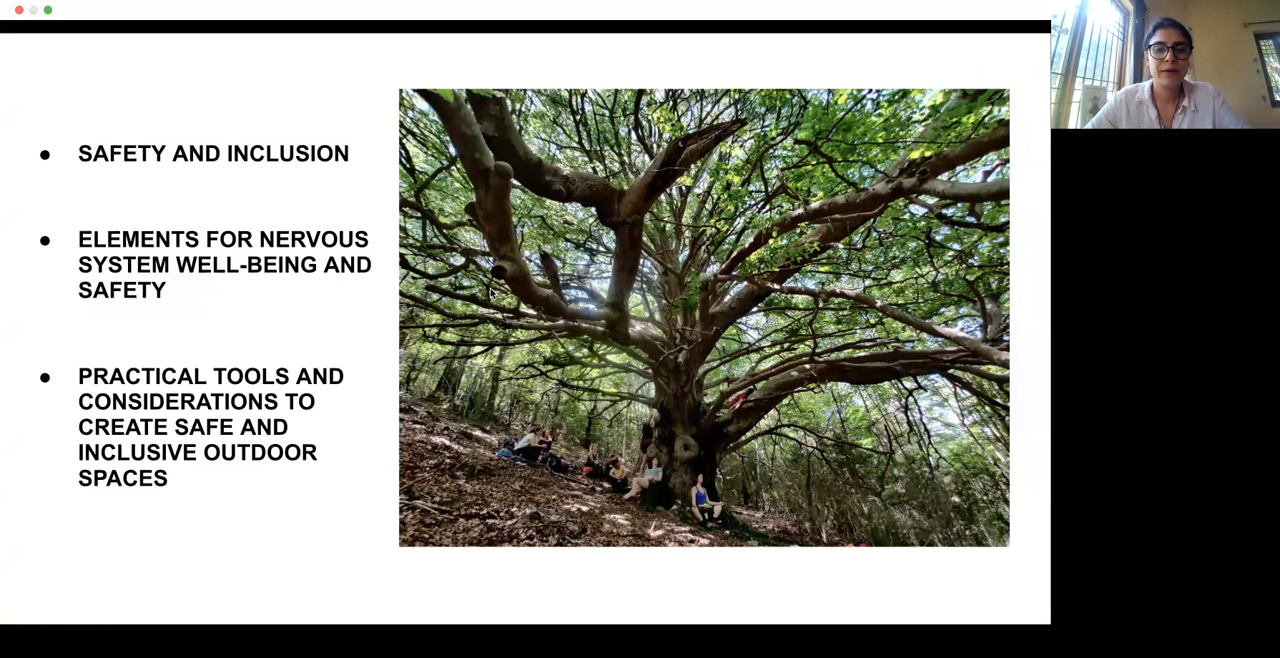 SAFETY AND INCLUSION
ELEMENTS FOR NERVOUS
SYSTEM WELL-BEING AND
SAFETY
PRACTICAL TOOLS AND
CONSIDERATIONS TO
CREATE SAFE AND
INCLUSIVE OUTDOOR
SPACES